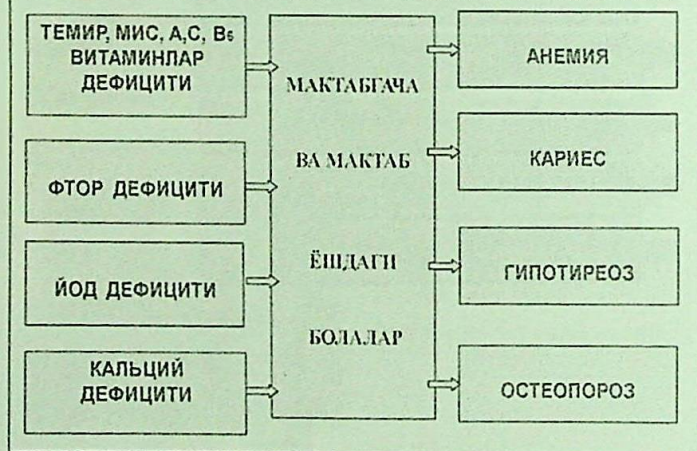 ТЕМИР, МИС, А,С, В₆
ВИТАМИНЛАР
ДЕФИЦИТИ
ФТОР ДЕФИЦИТИ
ЙОД ДЕФИЦИТИ
КАЛЬЦИЙ
ДЕФИЦИТИ
МАКТАБГАЧА
ВА МАКТАБ
ЁШДАГИ
БОЛАЛАР
АНЕМИЯ
КАРИЕС
ГИПОТИРЕОЗ
ОСТЕОПОРОЗ